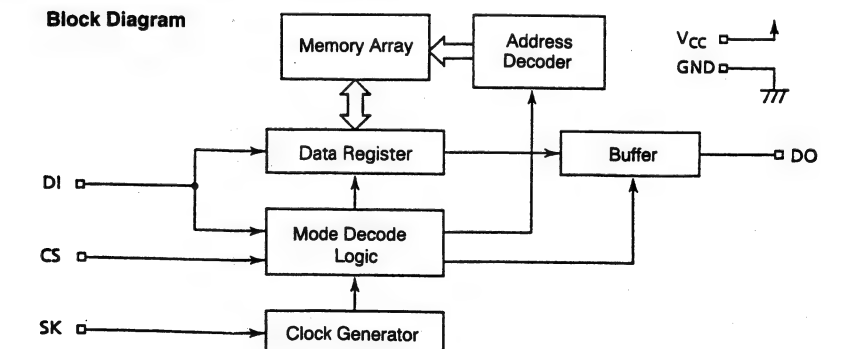 Block Diagram
Memory Array
Address
Decoder
VCC
GND
Data Register
Buffer
DO
DI
Mode Decode
Logic
CS
SK
Clock Generator